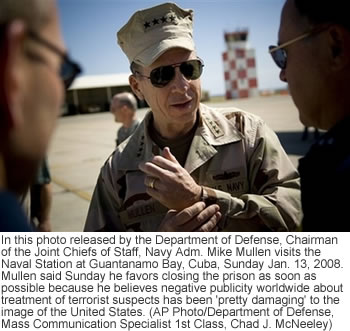 MULLEN
U.S. NAVY
In this photo released by the Department of Defense, Chairman
of the Joint Chiefs of Staff, Navy Adm. Mike Mullen visits the
Naval Station at Guantanamo Bay, Cuba, Sunday Jan. 13, 2008.
Mullen said Sunday he favors closing the prison as soon as
possible because he believes negative publicity worldwide about
treatment of terrorist suspects has been 'pretty damaging' to the
image of the United States. (AP Photo/Department of Defense,
Mass Communication Specialist 1st Class, Chad J. McNeeley)